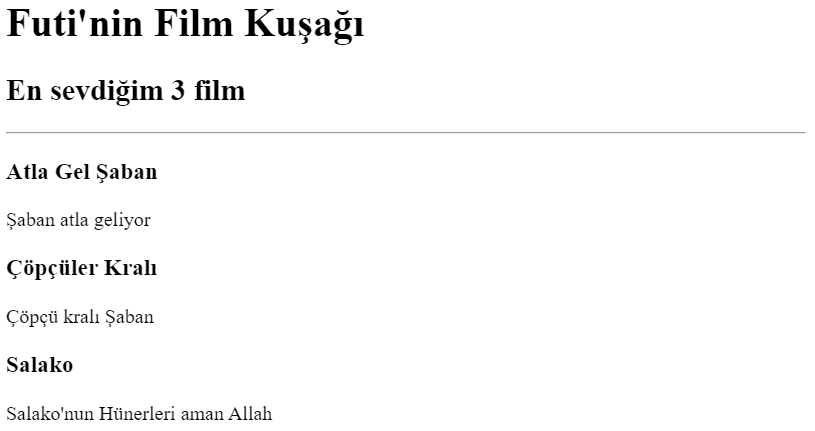 Futi'nin Film Kuşağı
En sevdiğim 3 film
Atla Gel Şaban
Şaban atla geliyor
Çöpçüler Kralı
Çöpçü kralı Şaban
Salako
Salako'nun Hünerleri aman Allah